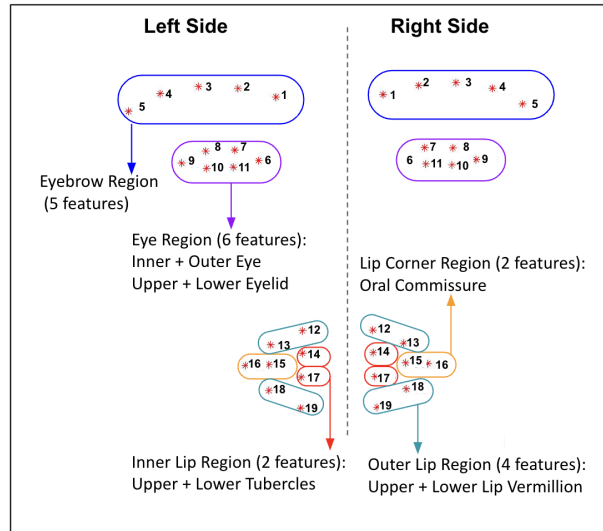 Left Side
Right Side
5 4 3 2 1
1 2 3 4 5
9 8 7 10 11 6
6 7 8 11 10 9
Eyebrow Region
(5 features)
Eye Region (6 features):
Inner + Outer Eye
Upper + Lower Eyelid
Lip Corner Region (2 features):
Oral Commissure
12
13
14
16 15
17
18
19
12
13
14
15 16
17
18
19
Inner Lip Region (2 features):
Upper + Lower Tubercles
Outer Lip Region (4 features):
Upper + Lower Lip Vermillion